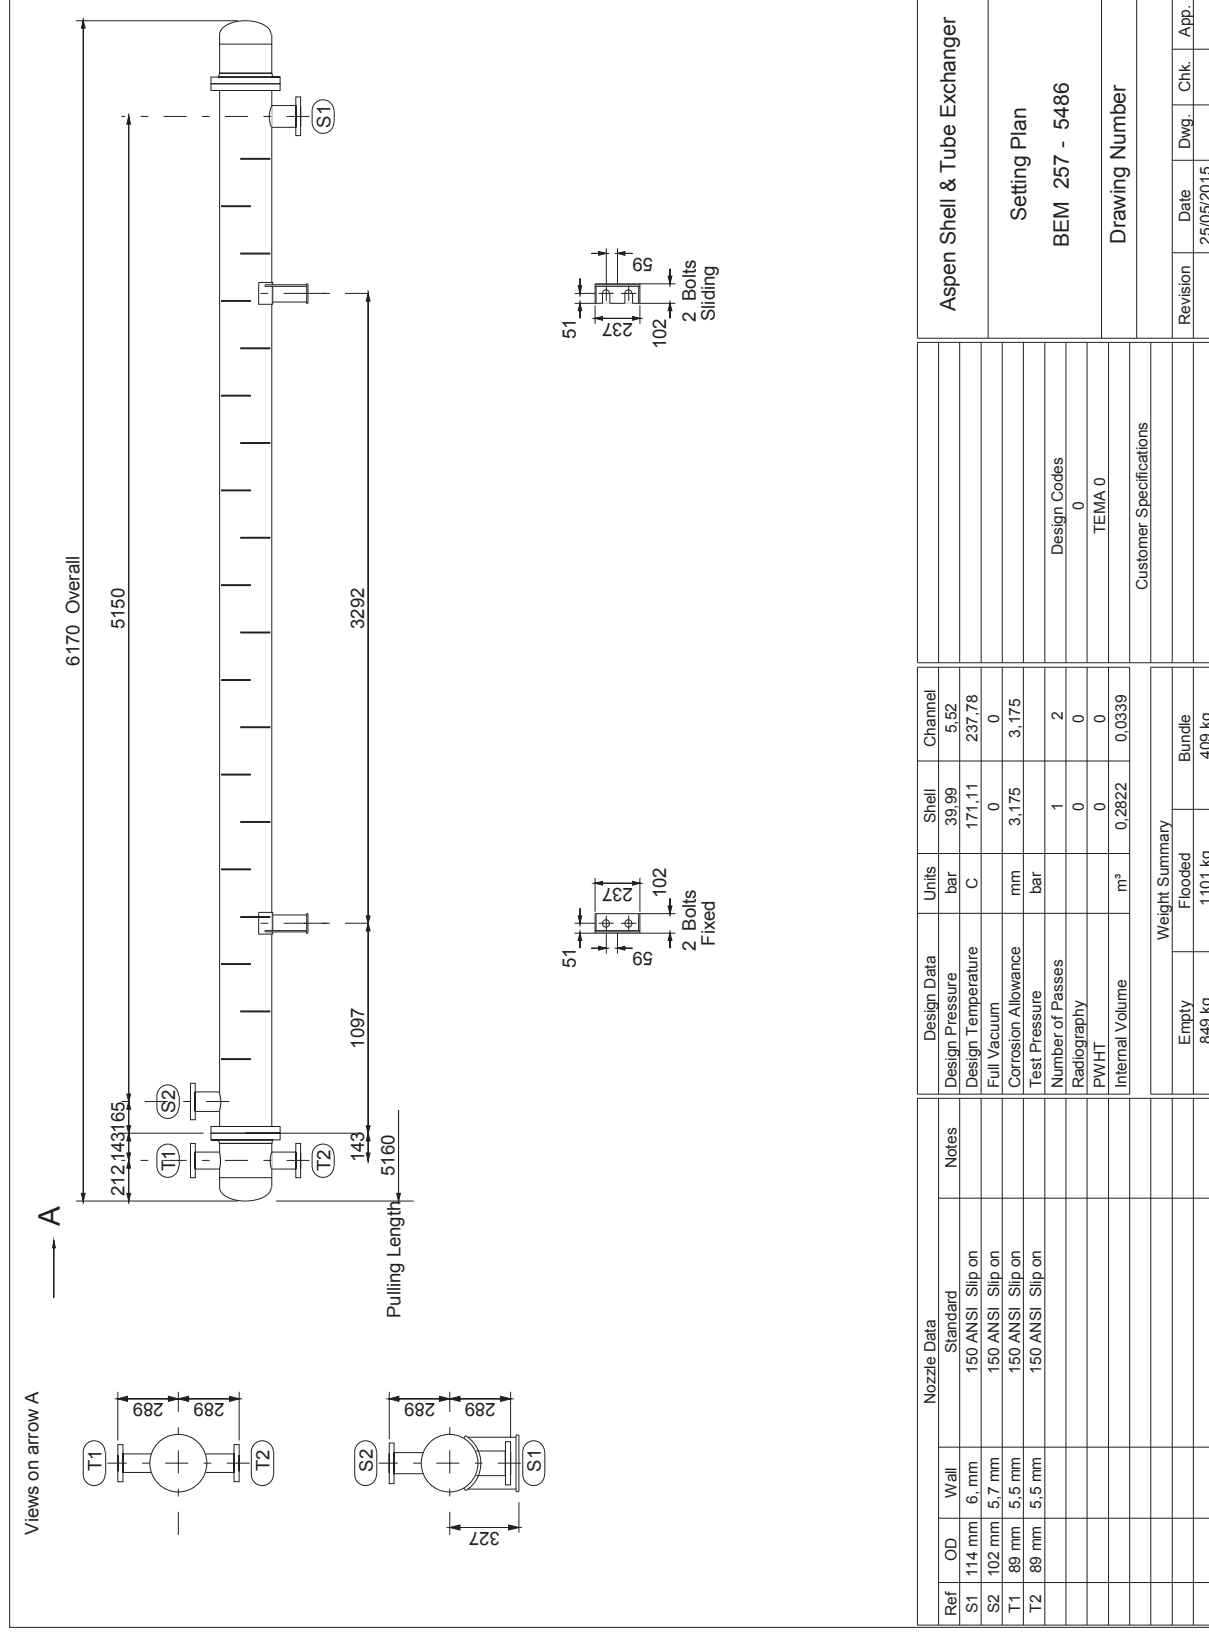 Views on arrow A
T1
289
289
T2
S2
289
289
S1
327
A
6170 Overall
5150
212
143
165
T1
S2
T2
S1
143
1097
3292
5160
Pulling Length
51
237
59
102
2 Bolts
Fixed
51
237
59
102
2 Bolts
Sliding
Nozzle Data
Ref OD Wall Standard Notes
S1 114 mm 6, mm 150 ANSI Slip on
S2 102 mm 5,7 mm 150 ANSI Slip on
T1 89 mm 5,5 mm 150 ANSI Slip on
T2 89 mm 5,5 mm 150 ANSI Slip on
Design Data Units Shell Channel
Design Pressure bar 39,99 5,52
Design Temperature C 171,11 237,78
Full Vacuum 0 0
Corrosion Allowance mm 3,175 3,175
Test Pressure bar
Number of Passes 1 2
Radiography 0 0
PWHT 0 0
Internal Volume m³ 0,2822 0,0339
Weight Summary
Empty Flooded Bundle
849 kg 1101 kg 409 kg
Design Codes
0
TEMA 0
Customer Specifications
Aspen Shell & Tube Exchanger
Setting Plan
BEM 257 - 5486
Drawing Number
Revision Date Dwg. Chk. App.
25/05/2015